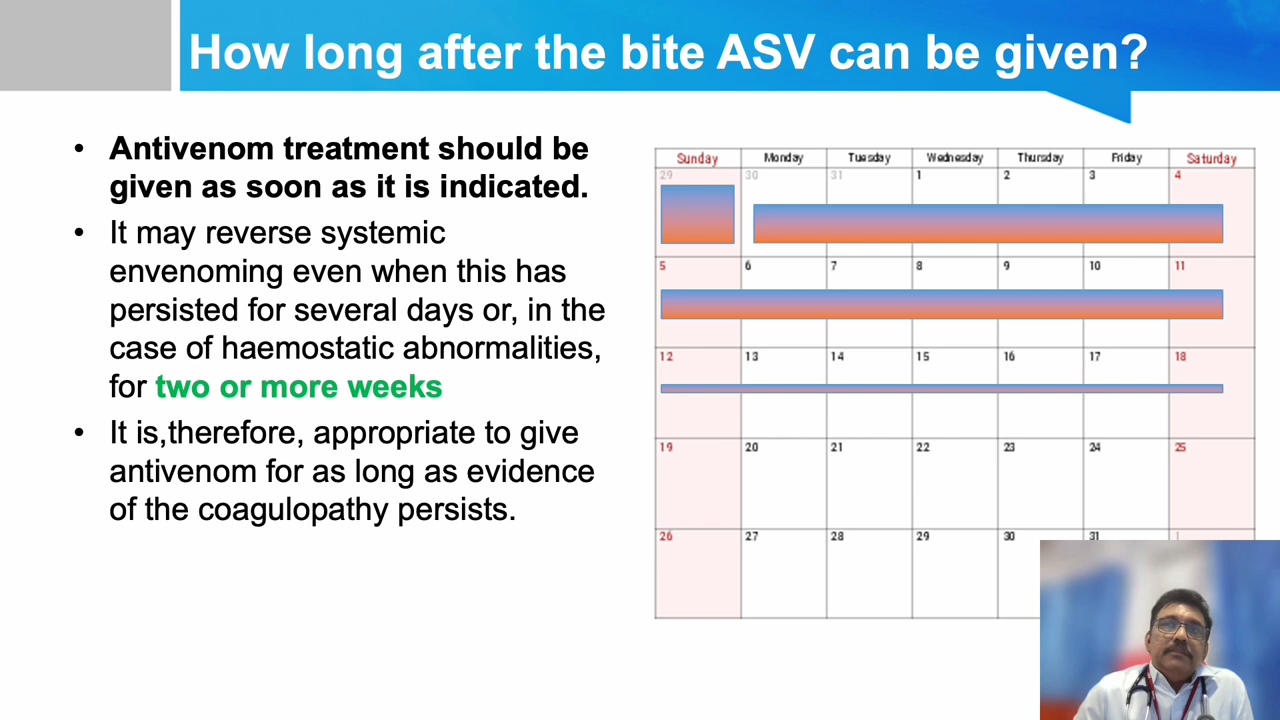 How long after the bite ASV can be given?
• Antivenom treatment should be
given as soon as it is indicated.
• It may reverse systemic
envenoming even when this has
persisted for several days or, in the
case of haemostatic abnormalities,
for two or more weeks
• It is,therefore, appropriate to give
antivenom for as long as evidence
of the coagulopathy persists.
Sunday Monday Tuesday Wednesday Thursday Friday Saturday
29 30 31 1 2 3 4
5 6 7 8 9 10 11
12 13 14 15 16 17 18
19 20 21 22 23 24 25
26 27 28 29 30 31 1